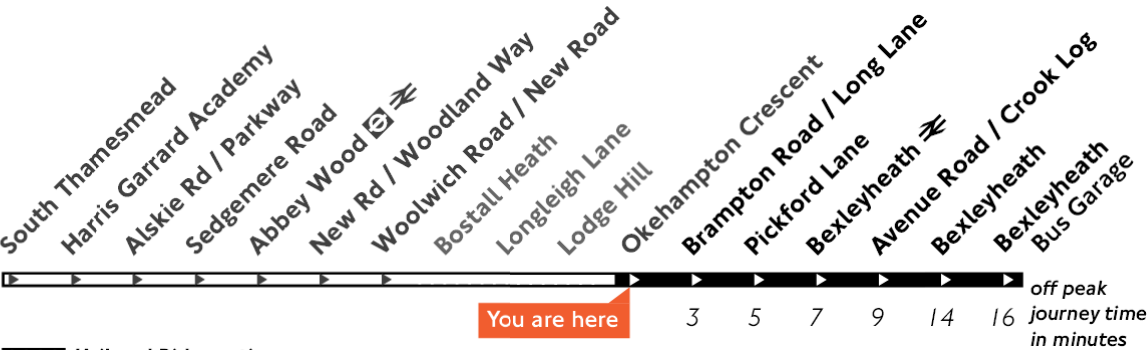 South Thamesmead
Harris Garrard Academy
Alskie Rd / Parkway
Sedgemere Road
Abbey Wood
New Rd / Woodland Way
Woolwich Road / New Road
Bostall Heath
Longleigh Lane
Lodge Hill
Okehampton Crescent
Brampton Road / Long Lane
Pickford Lane
Bexleyheath
Avenue Road / Crook Log
Bexleyheath
Bexleyheath
Bus Garage
You are here
3 5 7 9 14 16
off peak
journey time
in minutes